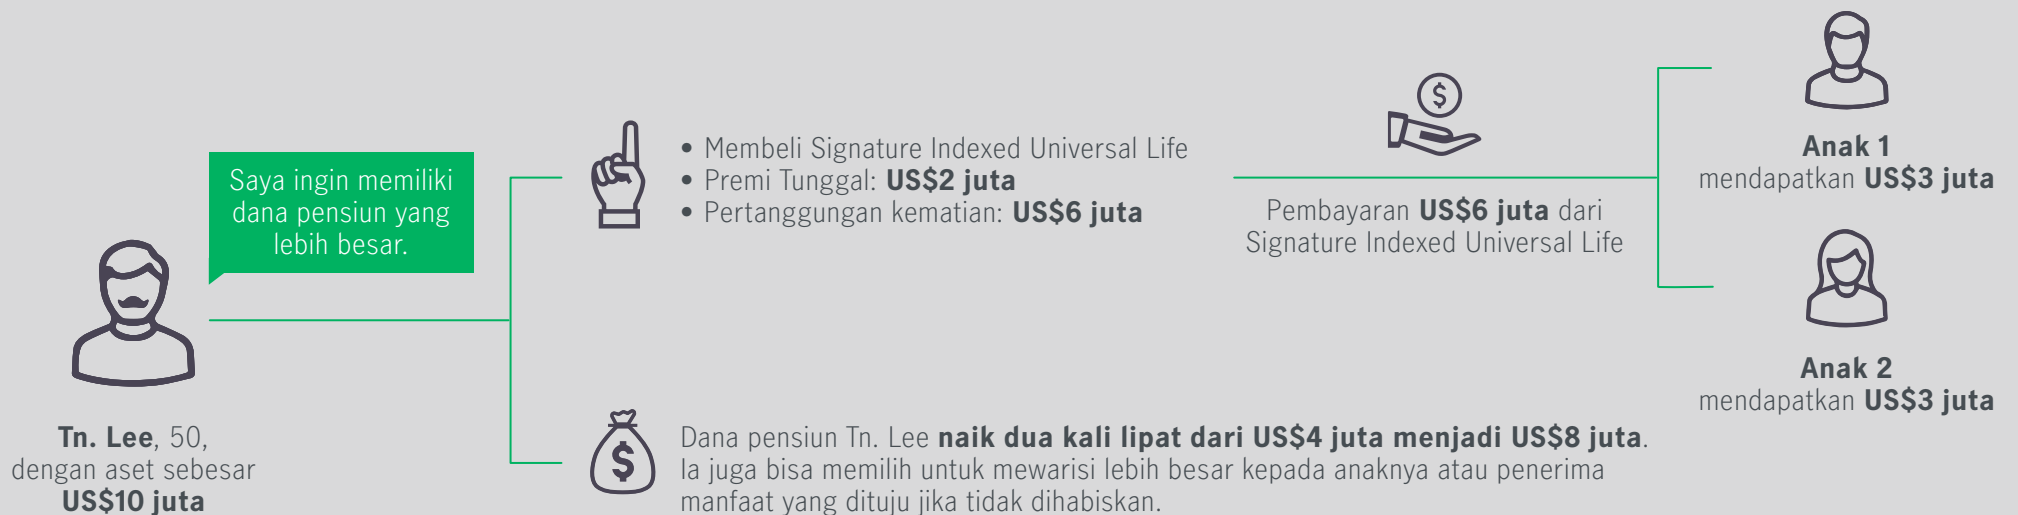 Saya ingin memiliki
dana pensiun yang
lebih besar.
Tn. Lee, 50,
dengan aset sebesar
US$10 juta
• Membeli Signature Indexed Universal Life
• Premi Tunggal: US$2 juta
• Pertanggungan kematian: US$6 juta
$
Pembayaran US$6 juta dari
Signature Indexed Universal Life
Anak 1
mendapatkan US$3 juta
Anak 2
mendapatkan US$3 juta
$
Dana pensiun Tn. Lee naik dua kali lipat dari US$4 juta menjadi US$8 juta.
Ia juga bisa memilih untuk mewarisi lebih besar kepada anaknya atau penerima
manfaat yang dituju jika tidak dihabiskan.